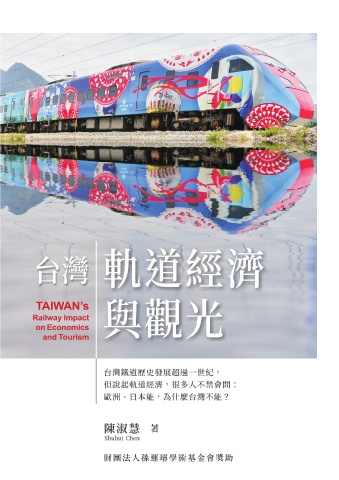 台灣
軌道經濟
與觀光
TAIWAN's
Railway Impact
on Economics
and Tourism
台灣鐵道歷史發展超過一世紀，
但說起軌道經濟，很多人不禁會問：
歐洲、日本能，為什麼台灣不能？
陳淑慧 著
Shuhui Chen
財團法人孫運璿學術基金會獎助